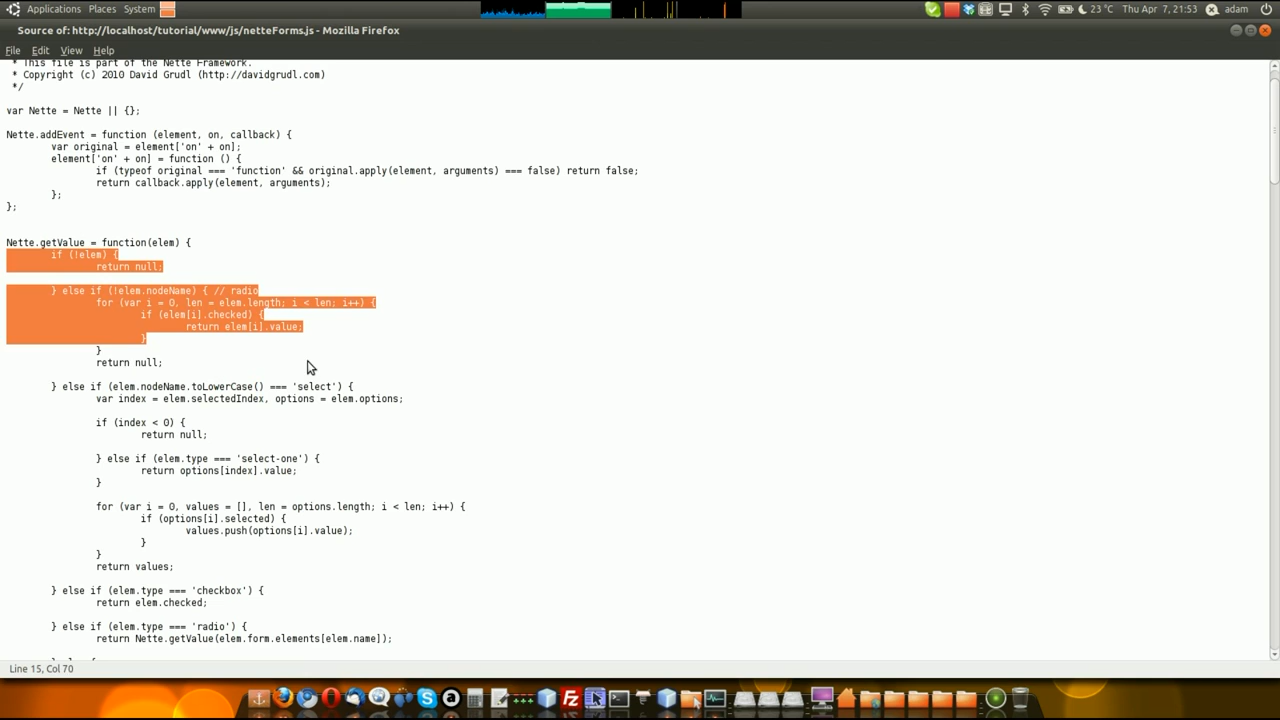 Applications Places System
23 °C Thu Apr 7, 21:53 adam
Source of: http://localhost/tutorial/www/js/netteForms.js - Mozilla Firefox
File Edit View Help
* This file is part of the Nette Framework.
* Copyright (c) 2010 David Grudl (http://davidgrudl.com)
*/
var Nette = Nette || {};
Nette.addEvent = function (element, on, callback) {
var original = element['on' + on];
element['on' + on] = function () {
if (typeof original === 'function' && original.apply(element, arguments) === false) return false;
return callback.apply(element, arguments);
};
};
Nette.getValue = function(elem) {
if (!elem) {
return null;
} else if (!elem.nodeName) { // radio
for (var i = 0, len = elem.length; i < len; i++) {
if (elem[i].checked) {
return elem[i].value;
}
}
return null;
} else if (elem.nodeName.toLowerCase() === 'select') {
var index = elem.selectedIndex, options = elem.options;
if (index < 0) {
return null;
} else if (elem.type === 'select-one') {
return options[index].value;
}
for (var i = 0, values = [], len = options.length; i < len; i++) {
if (options[i].selected) {
values.push(options[i].value);
}
}
return values;
} else if (elem.type === 'checkbox') {
return elem.checked;
} else if (elem.type === 'radio') {
return Nette.getValue(elem.form.elements[elem.name]);
} else {
Line 15, Col 70